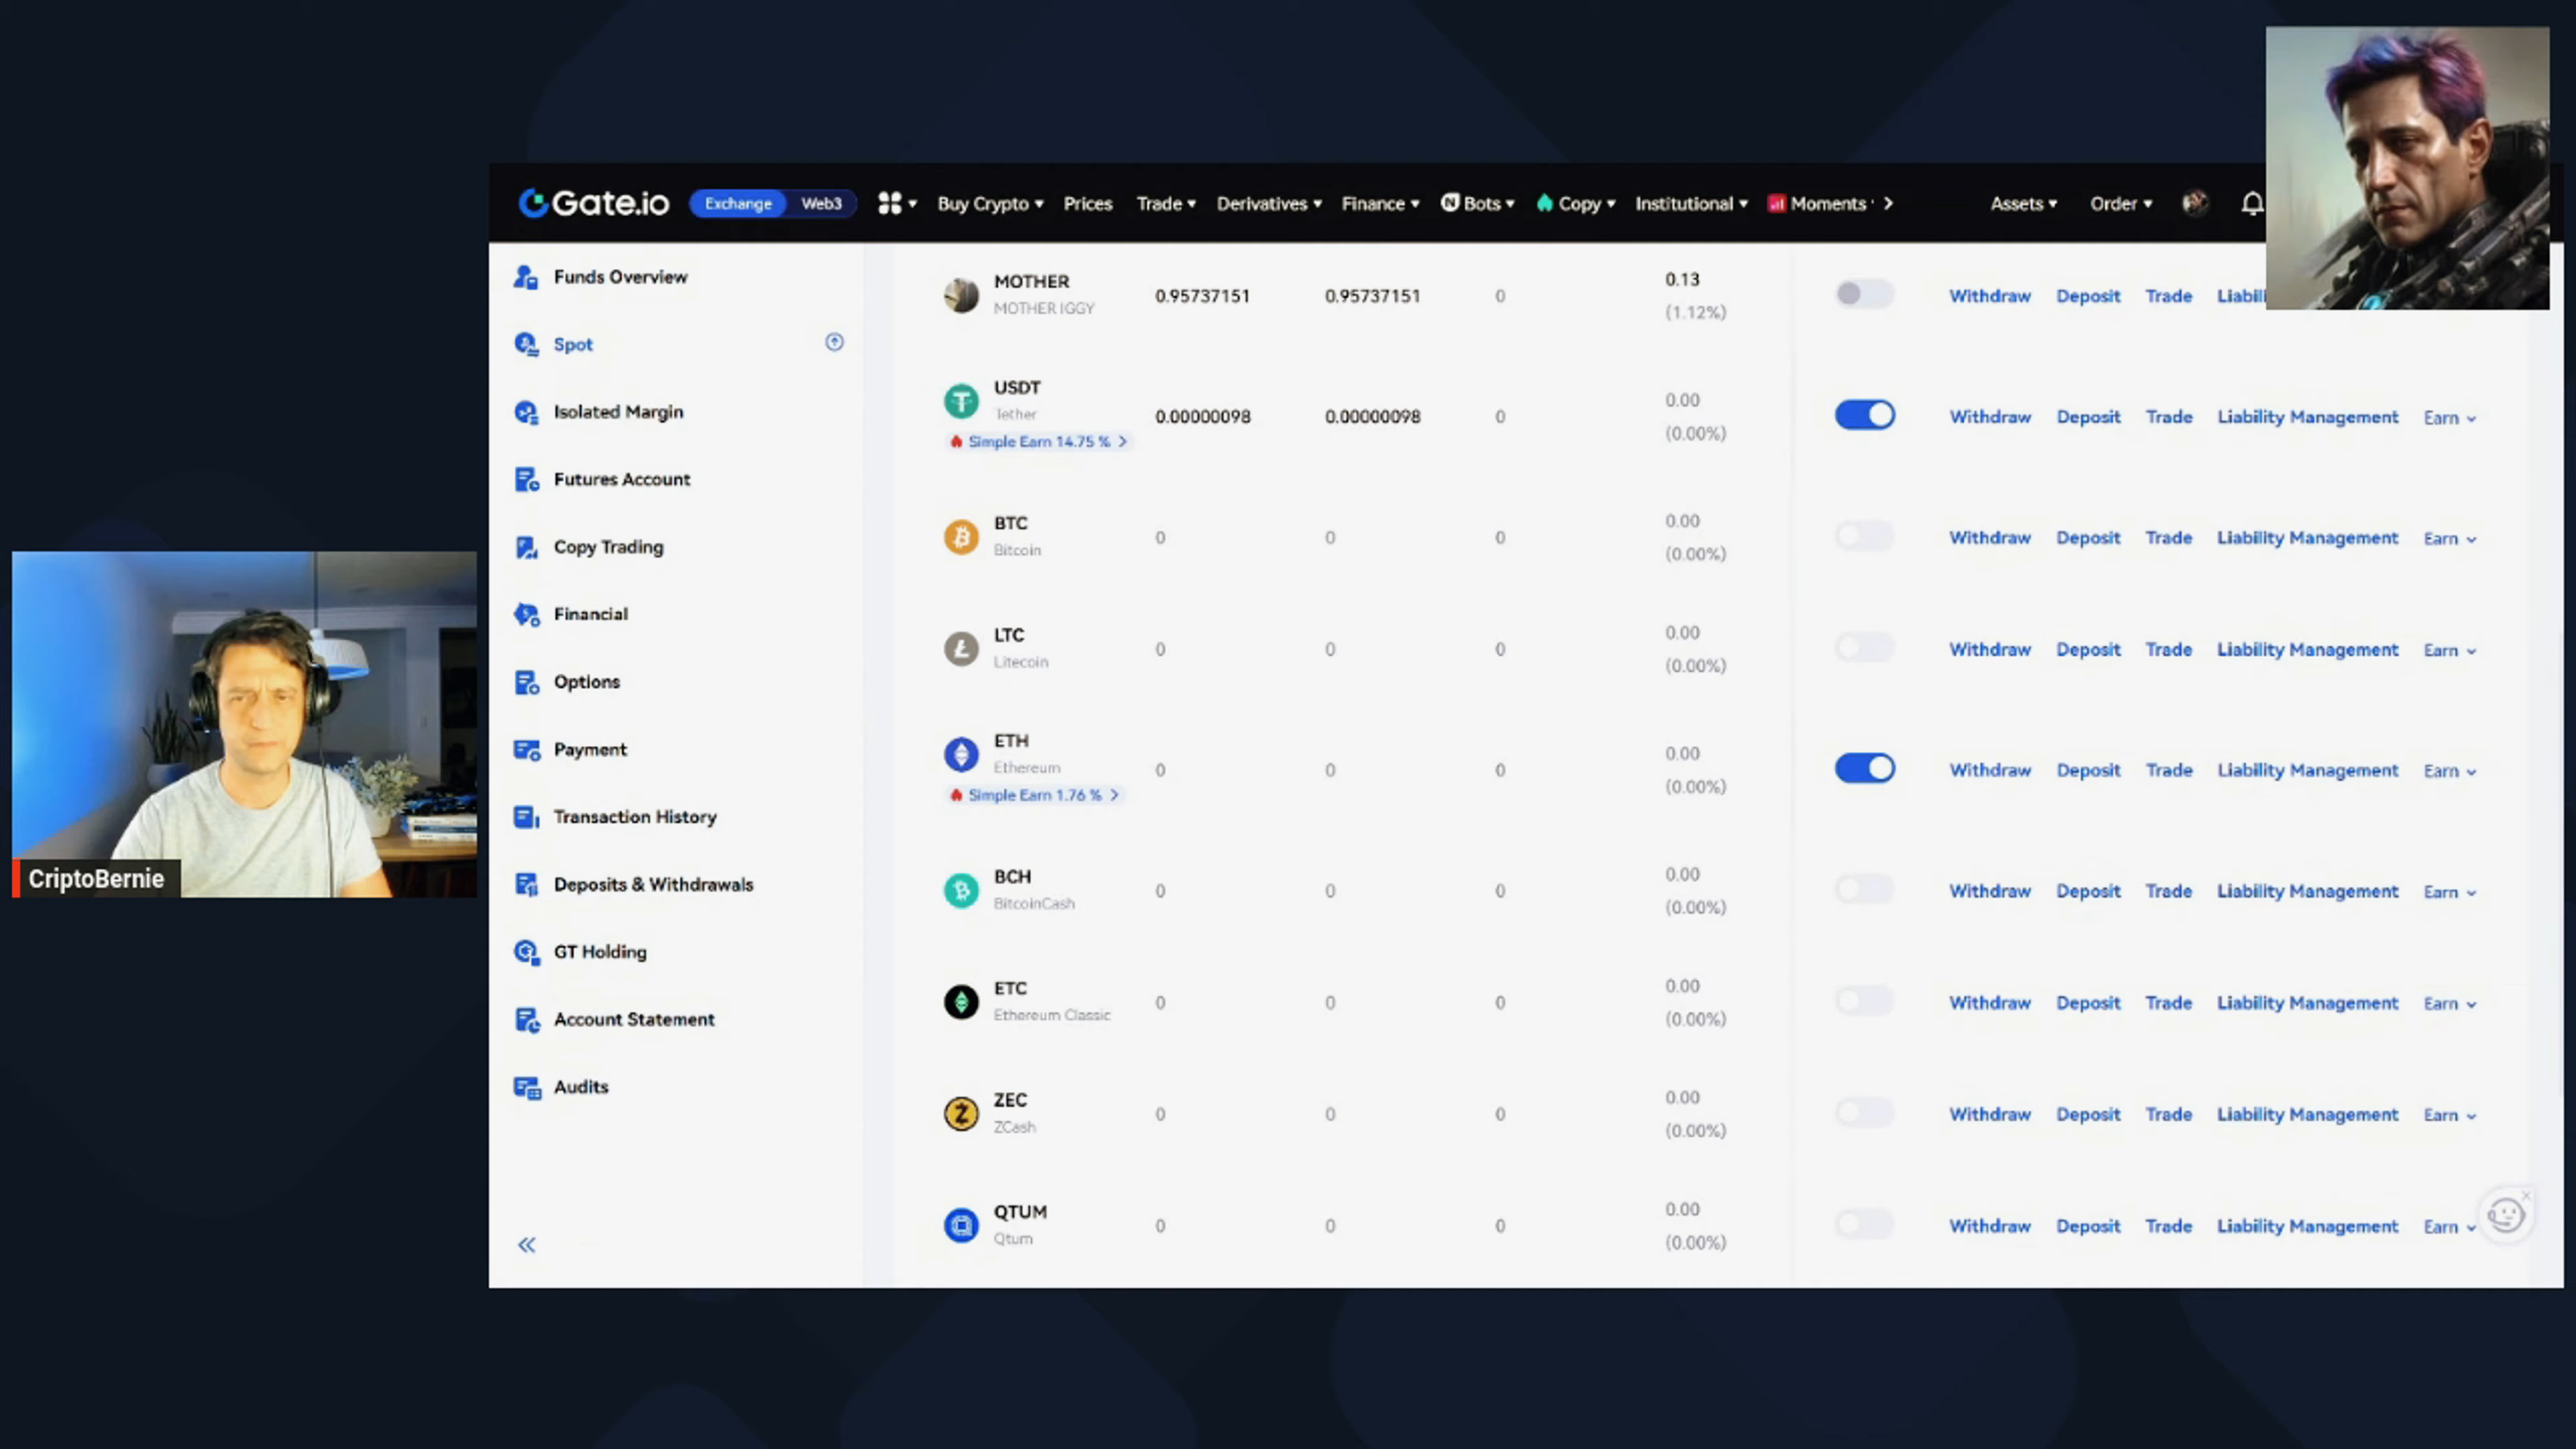 Gate.io Exchange Web3 Buy Crypto Prices Trade Derivatives Finance Bots Copy Institutional Moments Assets Order
Funds Overview
Spot
Isolated Margin
Futures Account
Copy Trading
Financial
Options
Payment
Transaction History
Deposits & Withdrawals
GT Holding
Account Statement
Audits
MOTHER
MOTHER IGGY
0.95737151 0.95737151 0
0.13
(1.12%)
Withdraw Deposit Trade
USDT
Tether
Simple Earn 14.75 %
0.00000098 0.00000098 0
0.00
(0.00%)
Withdraw Deposit Trade Liability Management Earn
BTC
Bitcoin
0 0 0
0.00
(0.00%)
Withdraw Deposit Trade Liability Management Earn
LTC
Litecoin
0 0 0
0.00
(0.00%)
Withdraw Deposit Trade Liability Management Earn
ETH
Ethereum
Simple Earn 1.76 %
0 0 0
0.00
(0.00%)
Withdraw Deposit Trade Liability Management Earn
BCH
BitcoinCash
0 0 0
0.00
(0.00%)
Withdraw Deposit Trade Liability Management Earn
ETC
Ethereum Classic
0 0 0
0.00
(0.00%)
Withdraw Deposit Trade Liability Management Earn
ZEC
ZCash
0 0 0
0.00
(0.00%)
Withdraw Deposit Trade Liability Management Earn
QTUM
Qtum
0 0 0
0.00
(0.00%)
Withdraw Deposit Trade Liability Management Earn
CriptoBernie